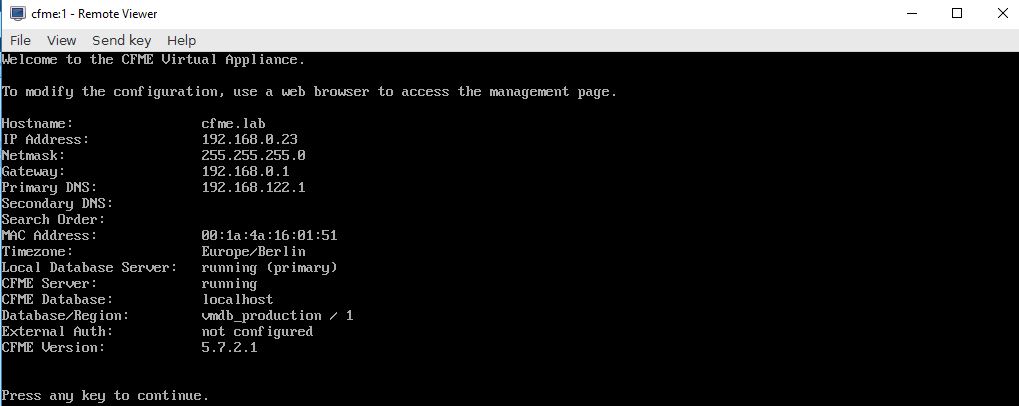 cfme:1 - Remote Viewer
File View Send key Help
Welcome to the CFME Virtual Appliance.
To modify the configuration, use a web browser to access the management page.
Hostname: cfme.lab
IP Address: 192.168.0.23
Netmask: 255.255.255.0
Gateway: 192.168.0.1
Primary DNS: 192.168.122.1
Secondary DNS:
Search Order:
MAC Address: 00:1a:4a:16:01:51
Timezone: Europe/Berlin
Local Database Server: running (primary)
CFME Server: running
CFME Database: localhost
Database/Region: vmdb_production / 1
External Auth: not configured
CFME Version: 5.7.2.1
Press any key to continue.